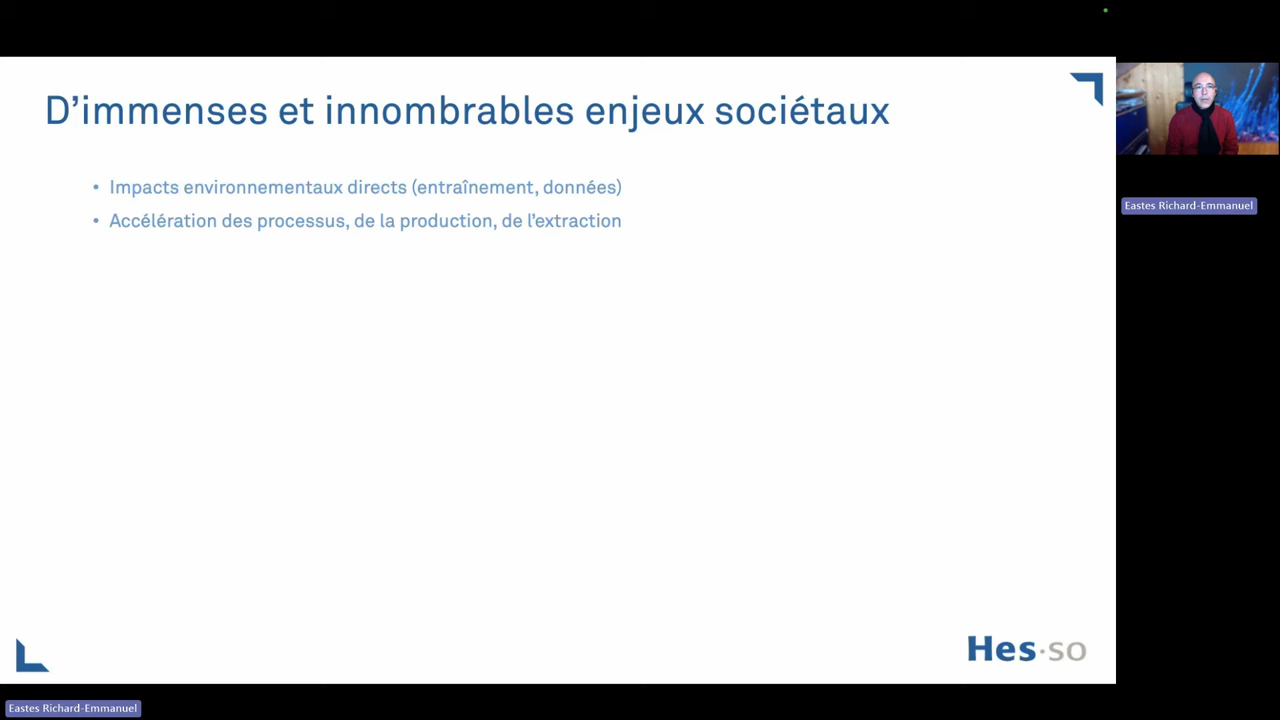 D'immenses et innombrables enjeux sociétaux
• Impacts environnementaux directs (entraînement, données)
• Accélération des processus, de la production, de l'extraction
Hes·so
Eastes Richard-Emmanuel
Eastes Richard-Emmanuel